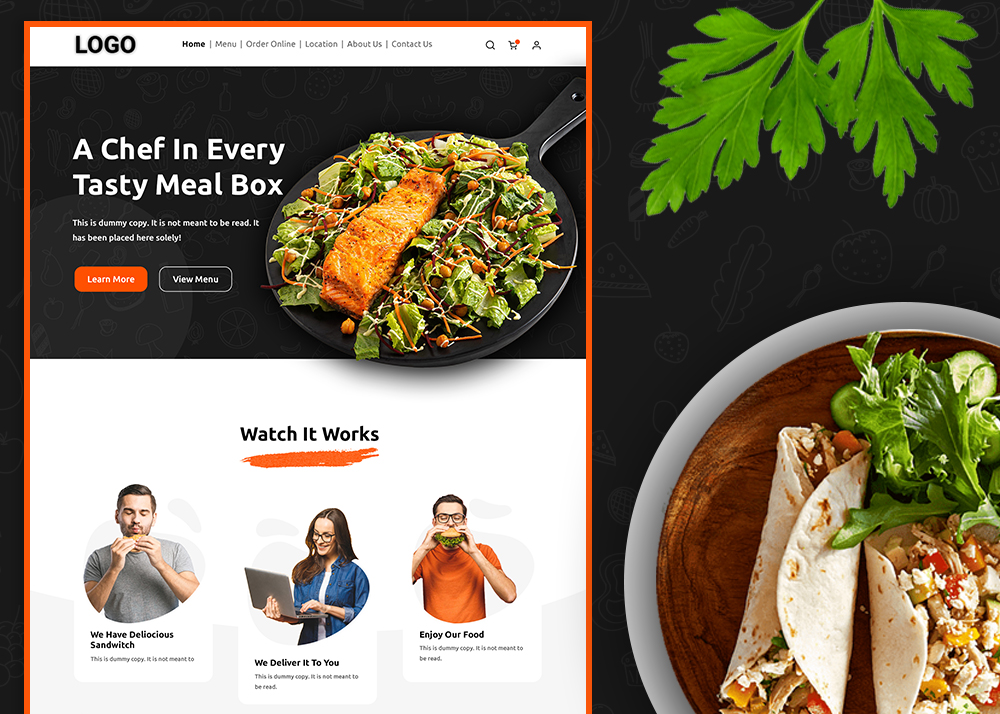 LOGO
Home | Menu | Order Online | Location | About Us | Contact Us
A Chef In Every
Tasty Meal Box
This is dummy copy. It is not meant to be read. It
has been placed here solely!
Learn More
View Menu
Watch It Works
We Have Deliocious
Sandwitch
This is dummy copy. It is not meant to
We Deliver It To You
This is dummy copy. It is not meant to
be read.
Enjoy Our Food
This is dummy copy. It is not meant to
be read.